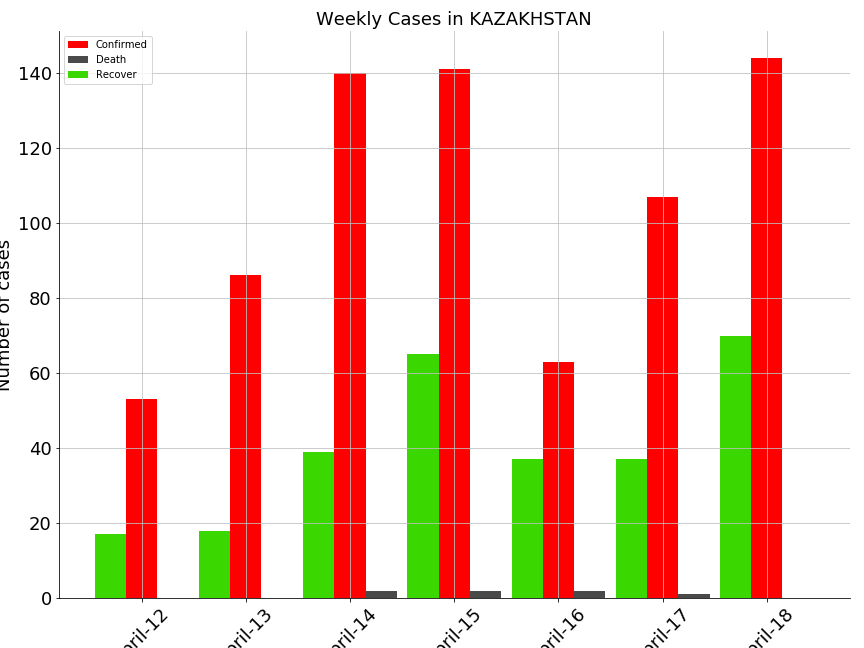 Weekly Cases in KAZAKHSTAN
Confirmed
Death
Recover
Number of cases
140
120
100
80
60
40
20
0
pril-12
pril-13
pril-14
pril-15
pril-16
pril-17
pril-18